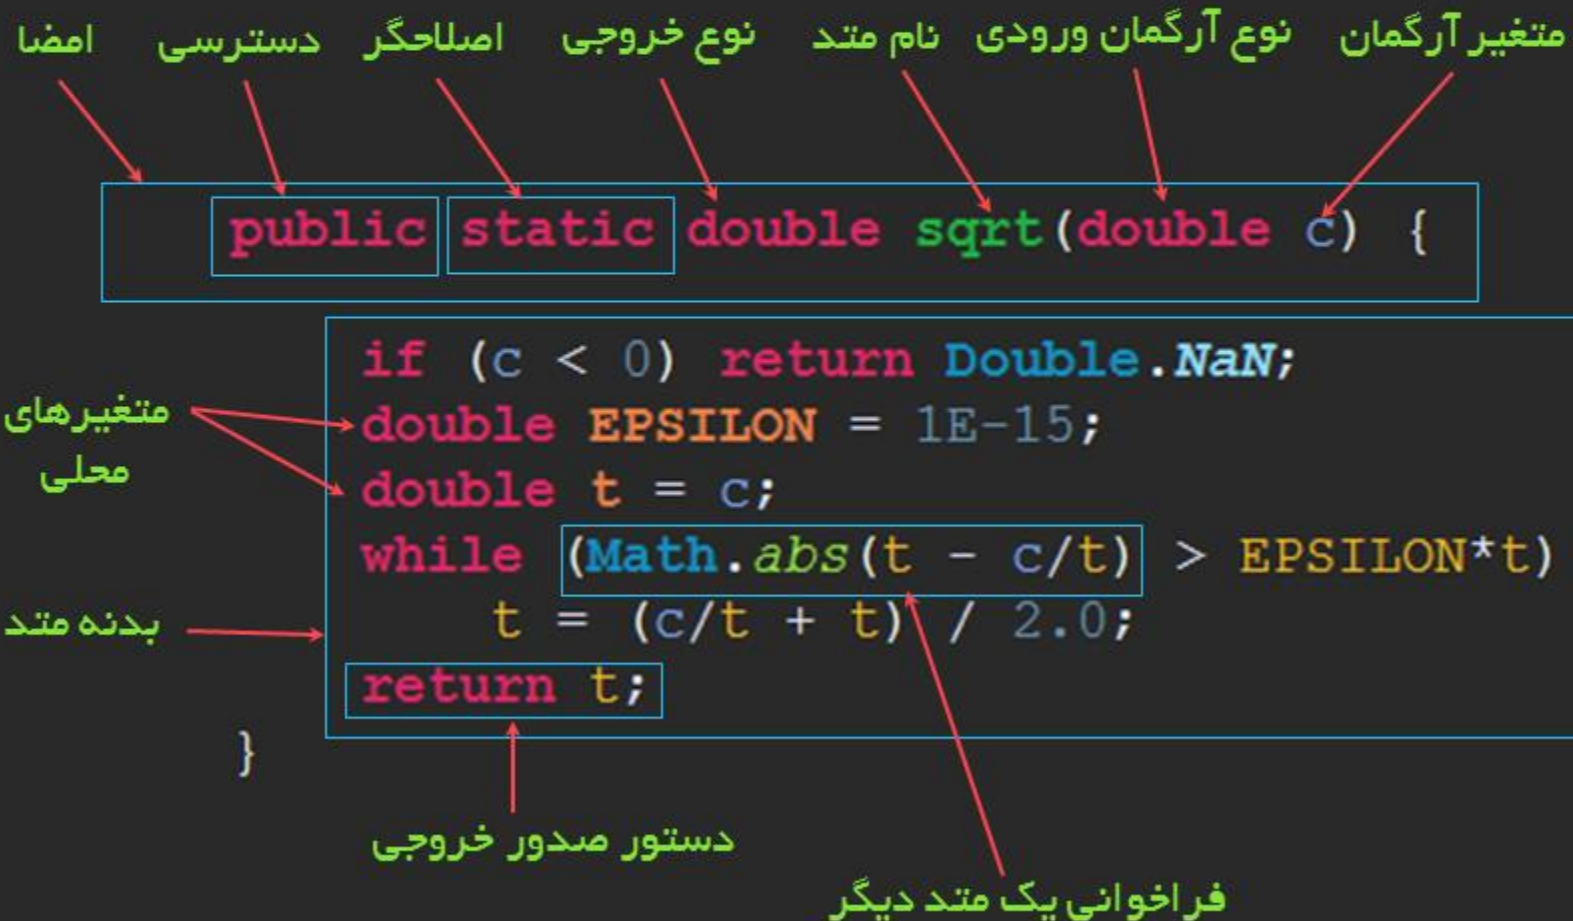 متغیر آرگمان نوع آرگمان ورودی نام متد نوع خروجی اصلاحگر دسترسی امضا
public static double sqrt(double c) {
if (c < 0) return Double.NaN;
double EPSILON = 1E-15;
double t = c;
while (Math.abs(t - c/t) > EPSILON*t)
t = (c/t + t) / 2.0;
return t;
}
متغیرهای
محلی
بدنه متد
دستور صدور خروجی
فراخوانی یک متد دیگر